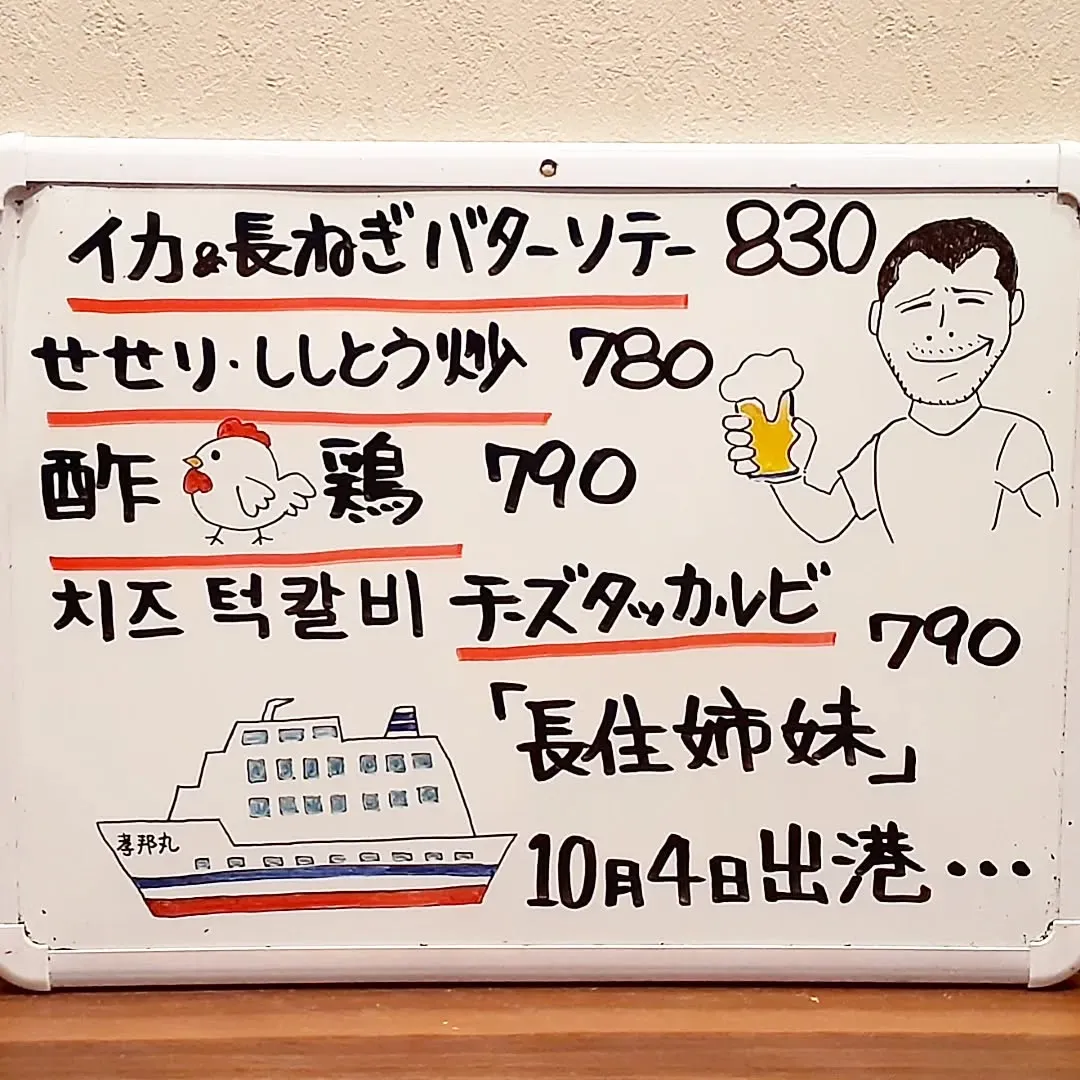 イカ&長ねぎバターソテー 830
せせり・ししとう炒 780
酢鶏 790
치즈 턱칼비 チーズタッカルビ 790
「長住姉妹」
孝邦丸
10月4日出港…